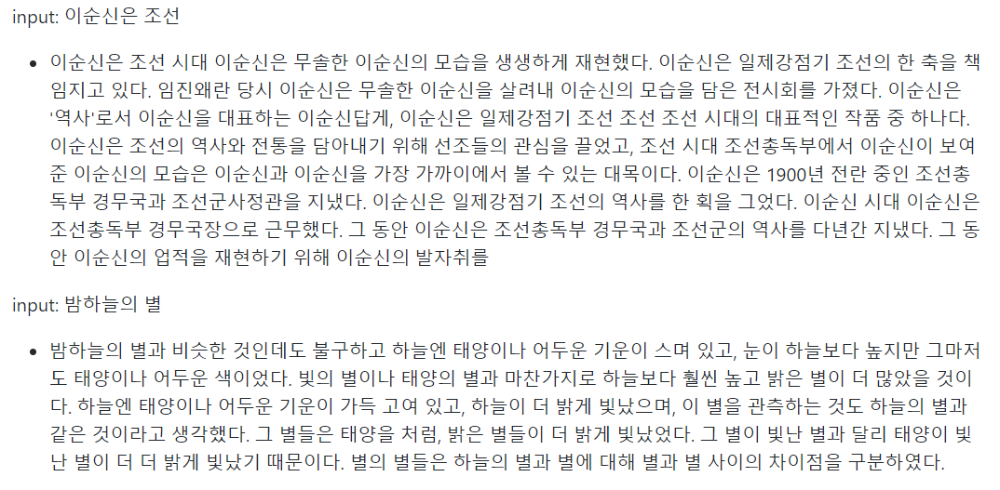 input: 이순신은 조선
• 이순신은 조선 시대 이순신은 무솔한 이순신의 모습을 생생하게 재현했다. 이순신은 일제강점기 조선의 한 축을 책
임지고 있다. 임진왜란 당시 이순신은 무솔한 이순신을 살려내 이순신의 모습을 담은 전시회를 가졌다. 이순신은
'역사'로서 이순신을 대표하는 이순신답게, 이순신은 일제강점기 조선 조선 조선 시대의 대표적인 작품 중 하나다.
이순신은 조선의 역사와 전통을 담아내기 위해 선조들의 관심을 끌었고, 조선 시대 조선총독부에서 이순신이 보여
준 이순신의 모습은 이순신과 이순신을 가장 가까이에서 볼 수 있는 대목이다. 이순신은 1900년 전란 중인 조선총
독부 경무국과 조선군사정관을 지냈다. 이순신은 일제강점기 조선의 역사를 한 획을 그었다. 이순신 시대 이순신은
조선총독부 경무국장으로 근무했다. 그 동안 이순신은 조선총독부 경무국과 조선군의 역사를 다년간 지냈다. 그 동
안 이순신의 업적을 재현하기 위해 이순신의 발자취를
input: 밤하늘의 별
• 밤하늘의 별과 비슷한 것인데도 불구하고 하늘엔 태양이나 어두운 기운이 스며 있고, 눈이 하늘보다 높지만 그마저
도 태양이나 어두운 색이었다. 빛의 별이나 태양의 별과 마찬가지로 하늘보다 훨씬 높고 밝은 별이 더 많았을 것이
다. 하늘엔 태양이나 어두운 기운이 가득 고여 있고, 하늘이 더 밝게 빛났으며, 이 별을 관측하는 것도 하늘의 별과
같은 것이라고 생각했다. 그 별들은 태양을 처럼, 밝은 별들이 더 밝게 빛났었다. 그 별이 빛난 별과 달리 태양이 빛
난 별이 더 더 밝게 빛났기 때문이다. 별의 별들은 하늘의 별과 별에 대해 별과 별 사이의 차이점을 구분하였다.